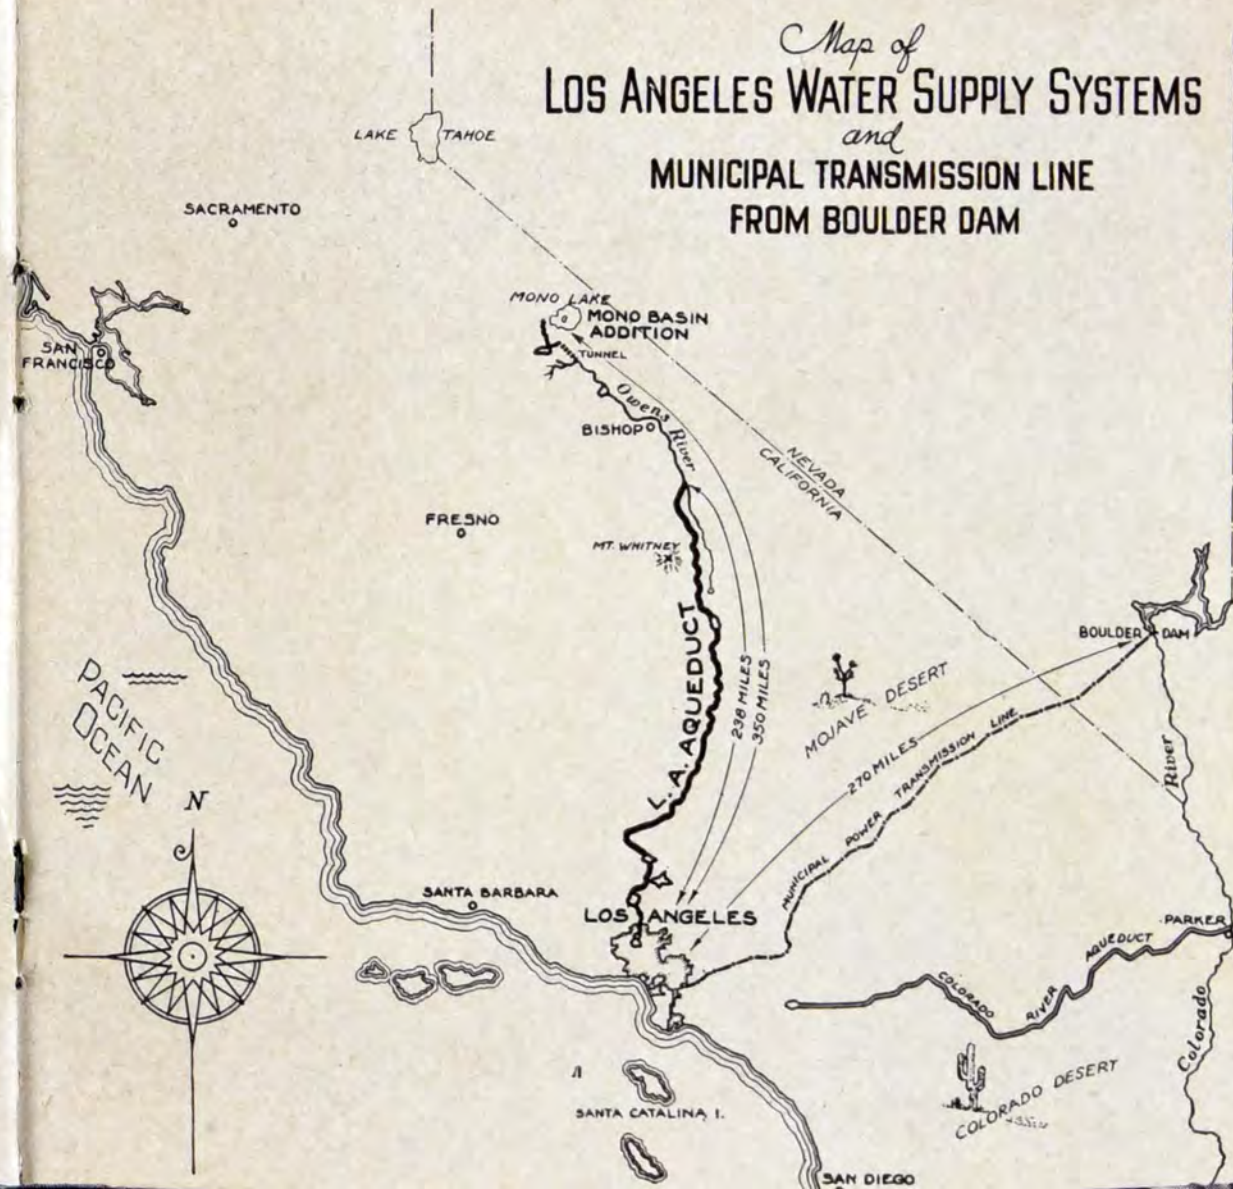 Map of
LOS ANGELES WATER SUPPLY SYSTEMS
and
MUNICIPAL TRANSMISSION LINE
FROM BOULDER DAM
LAKE TAHOE
SACRAMENTO
MONO LAKE
MONO BASIN
ADDITION
TUNNEL
SAN
FRANCISCO
Owens River
BISHOP
NEVADA
CALIFORNIA
FRESNO
MT. WHITNEY
BOULDER DAM
L. A. AQUEDUCT
238 MILES
350 MILES
MOJAVE DESERT
PACIFIC
OCEAN
270 MILES
MUNICIPAL POWER TRANSMISSION LINE
River
N
SANTA BARBARA
LOS ANGELES
PARKER
COLORADO RIVER AQUEDUCT
Colorado
COLORADO DESERT
SANTA CATALINA, I.
SAN DIEGO